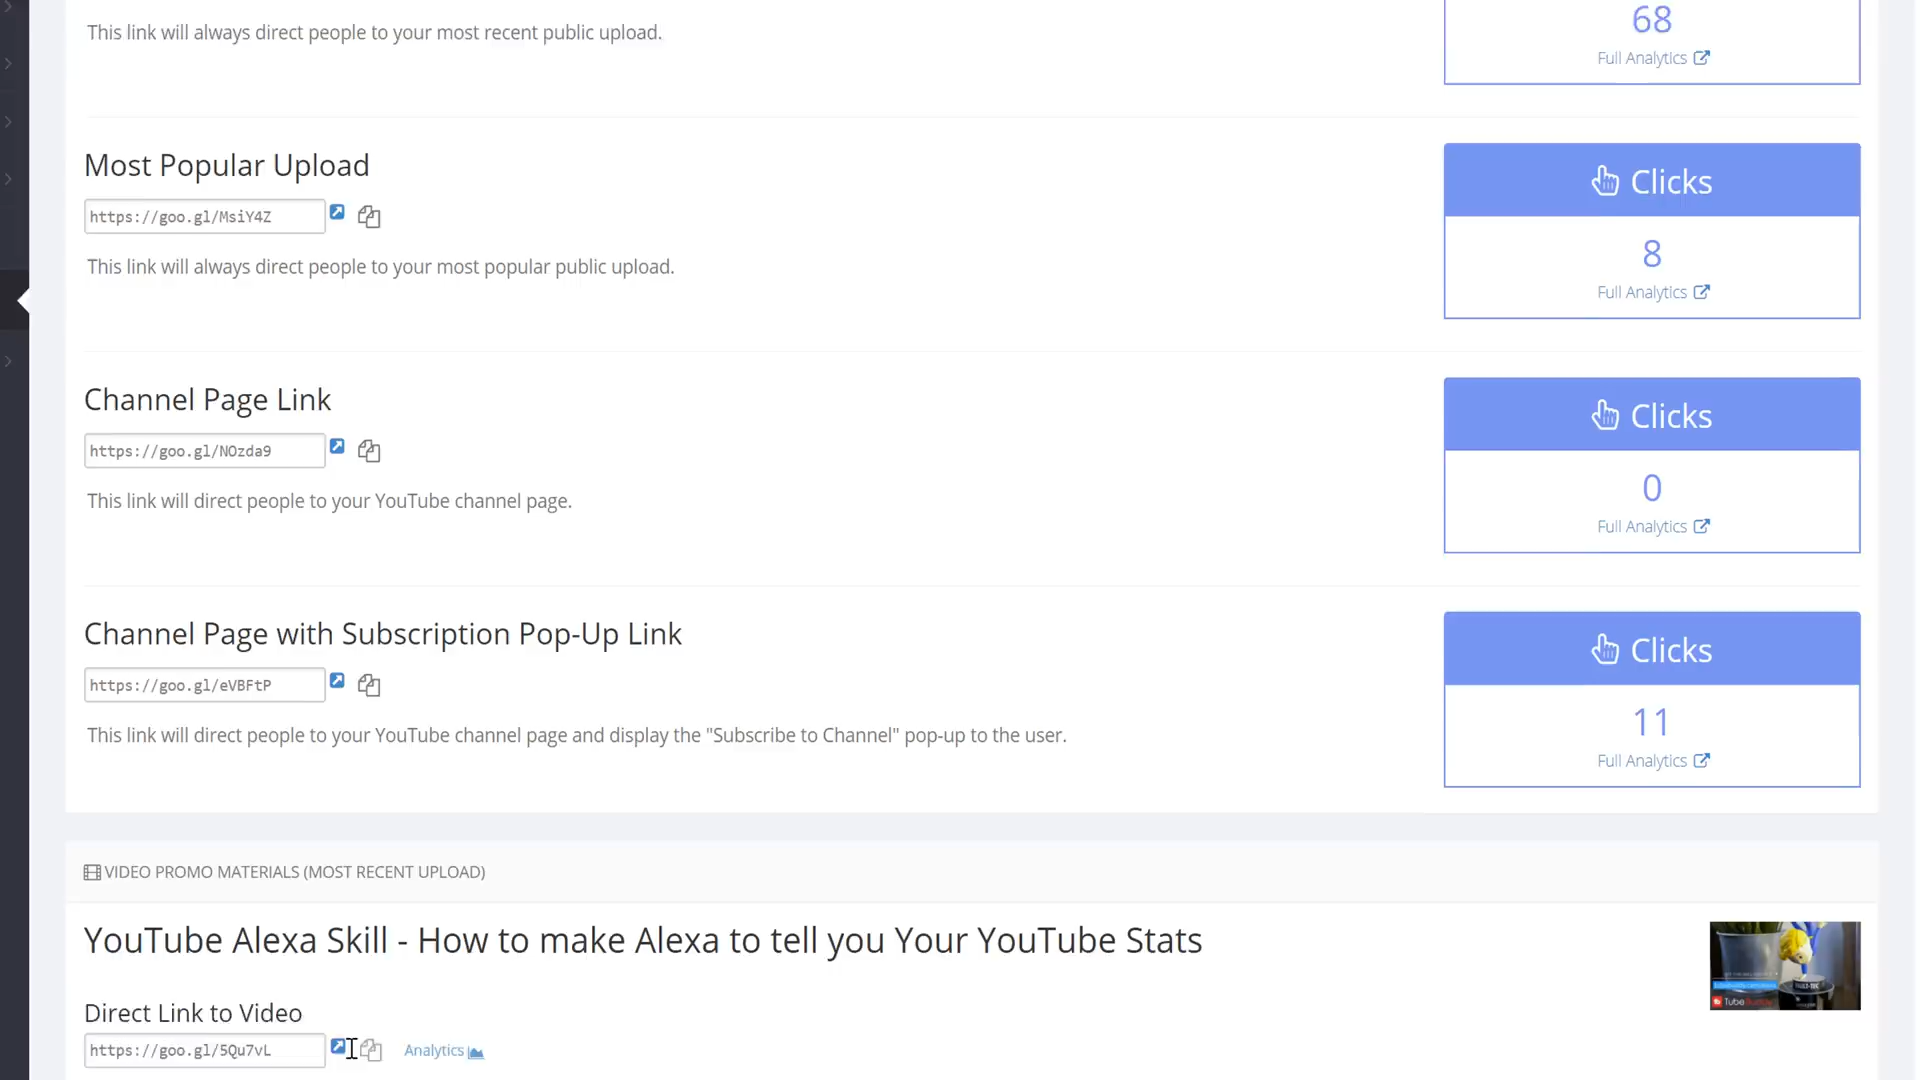 This link will always direct people to your most recent public upload.
68
Full Analytics
Most Popular Upload
Clicks
https://goo.gl/MsiY4Z
8
This link will always direct people to your most popular public upload.
Full Analytics
Channel Page Link
Clicks
https://goo.gl/NOzda9
0
This link will direct people to your YouTube channel page.
Full Analytics
Channel Page with Subscription Pop-Up Link
Clicks
https://goo.gl/eVBFtP
11
This link will direct people to your YouTube channel page and display the "Subscribe to Channel" pop-up to the user.
Full Analytics
VIDEO PROMO MATERIALS (MOST RECENT UPLOAD)
YouTube Alexa Skill - How to make Alexa to tell you Your YouTube Stats
TubeBuddy
Direct Link to Video
https://goo.gl/5Qu7vL
Analytics